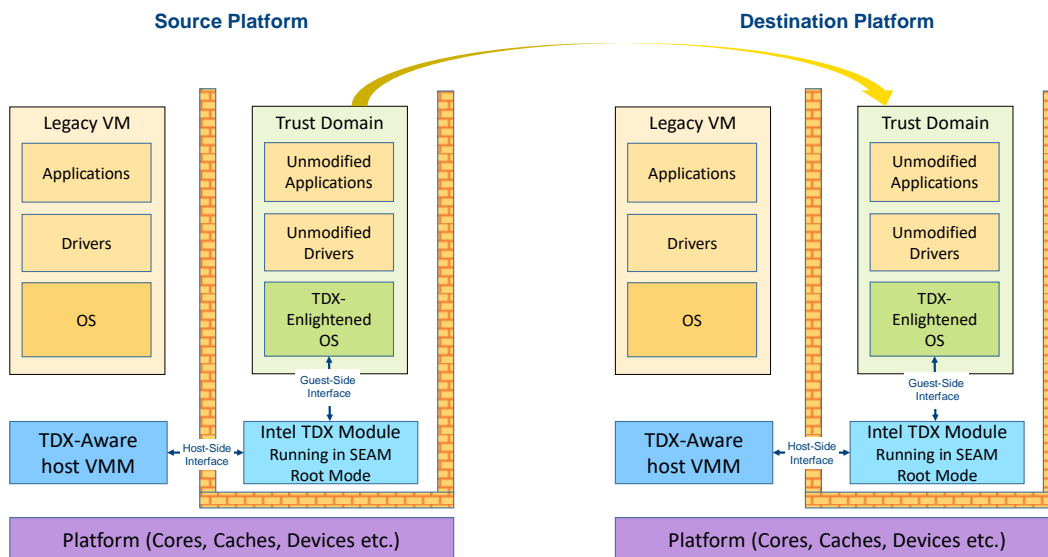 Source Platform
Destination Platform
Legacy VM
Applications
Drivers
OS
Trust Domain
Unmodified
Applications
Unmodified
Drivers
TDX-
Enlightened
OS
Guest-Side
Interface
TDX-Aware
host VMM
Host-Side
Interface
Intel TDX Module
Running in SEAM
Root Mode
Platform (Cores, Caches, Devices etc.)
Legacy VM
Applications
Drivers
OS
Trust Domain
Unmodified
Applications
Unmodified
Drivers
TDX-
Enlightened
OS
Guest-Side
Interface
TDX-Aware
host VMM
Host-Side
Interface
Intel TDX Module
Running in SEAM
Root Mode
Platform (Cores, Caches, Devices etc.)